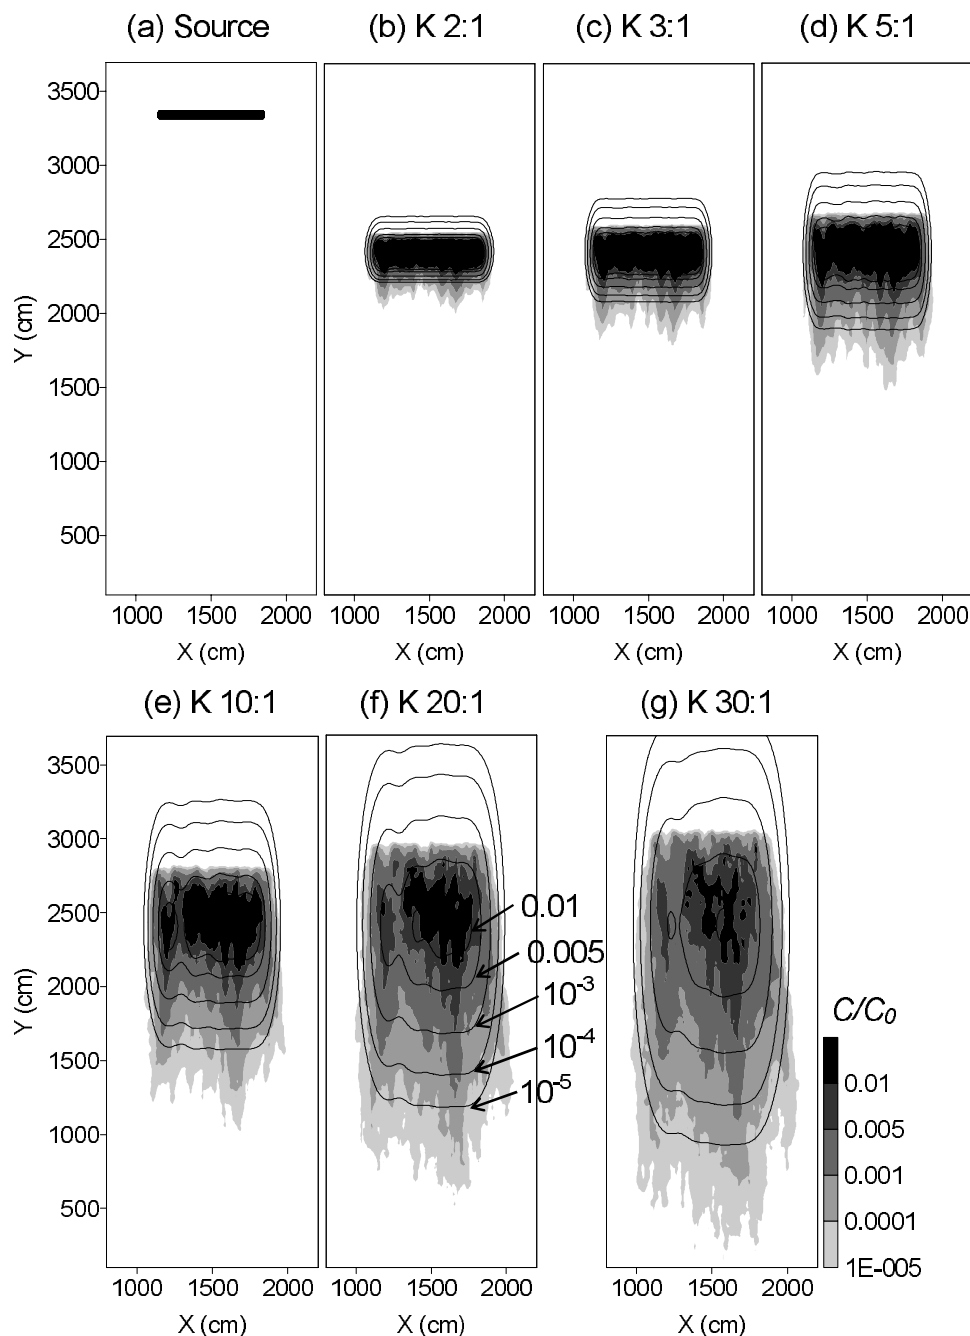 (a) Source
(b) K 2:1
(c) K 3:1
(d) K 5:1
3500
3000
2500
2000
1500
1000
500
Y (cm)
1000 1500 2000
1000 1500 2000
1000 1500 2000
1000 1500 2000
X (cm)
X (cm)
X (cm)
X (cm)
(e) K 10:1
(f) K 20:1
(g) K 30:1
3500
3000
2500
2000
1500
1000
500
Y (cm)
0.01
0.005
10-3
10-4
10-5
C/C0
0.01
0.005
0.001
0.0001
1E-005
1000 1500 2000
1000 1500 2000
1000 1500 2000
X (cm)
X (cm)
X (cm)